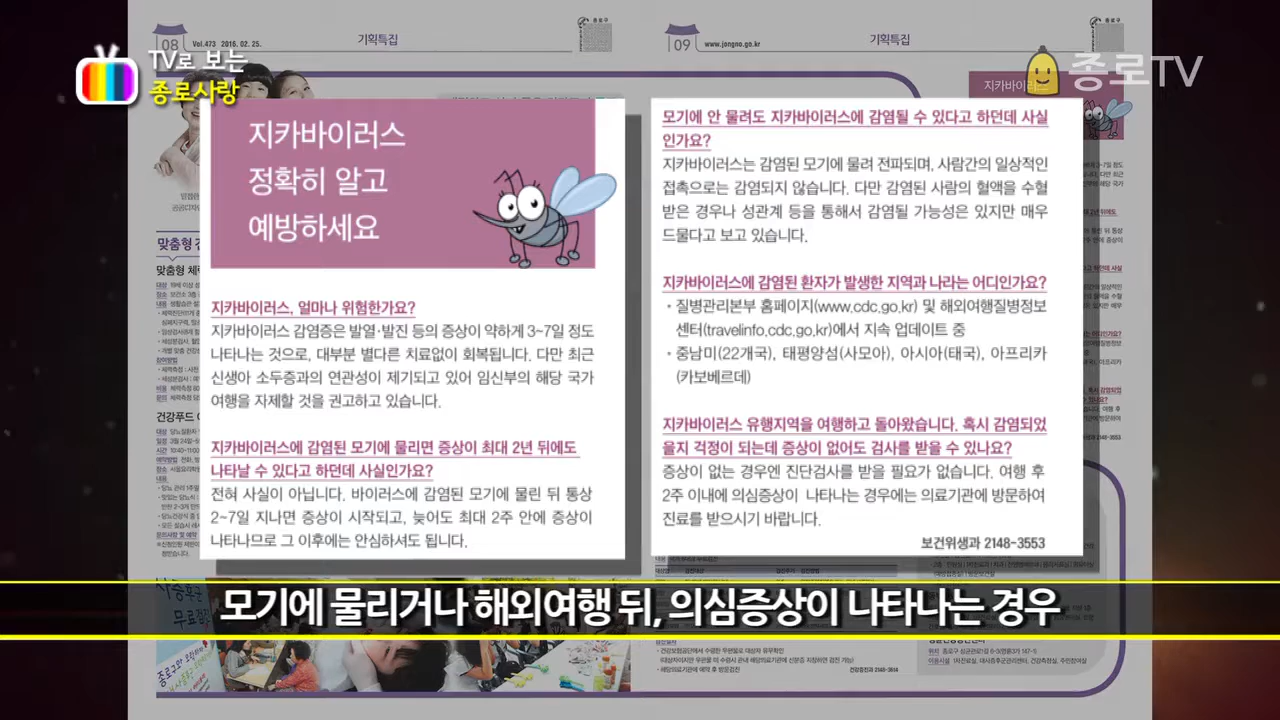 08
Vol.473 2016. 02. 25.
기획특집
09
www.jongno.go.kr
기획특집
종로구
종로구
TV로 보는
종로사랑
종로TV
지카바이러스
정확히 알고
예방하세요
지카바이러스, 얼마나 위험한가요?
지카바이러스 감염증은 발열·발진 등의 증상이 약하게 3~7일 정도
나타나는 것으로, 대부분 별다른 치료없이 회복됩니다. 다만 최근
신생아 소두증과의 연관성이 제기되고 있어 임신부의 해당 국가
여행을 자제할 것을 권고하고 있습니다.
지카바이러스에 감염된 모기에 물리면 증상이 최대 2년 뒤에도
나타날 수 있다고 하던데 사실인가요?
전혀 사실이 아닙니다. 바이러스에 감염된 모기에 물린 뒤 통상
2~7일 지나면 증상이 시작되고, 늦어도 최대 2주 안에 증상이
나타나므로 그 이후에는 안심하셔도 됩니다.
모기에 안 물려도 지카바이러스에 감염될 수 있다고 하던데 사실
인가요?
지카바이러스는 감염된 모기에 물려 전파되며, 사람간의 일상적인
접촉으로는 감염되지 않습니다. 다만 감염된 사람의 혈액을 수혈
받은 경우나 성관계 등을 통해서 감염될 가능성은 있지만 매우
드물다고 보고 있습니다.
지카바이러스에 감염된 환자가 발생한 지역과 나라는 어디인가요?
· 질병관리본부 홈페이지(www.cdc.go.kr) 및 해외여행질병정보
센터(travelinfo.cdc.go.kr)에서 지속 업데이트 중
· 중남미(22개국), 태평양섬(사모아), 아시아(태국), 아프리카
(카보베르데)
지카바이러스 유행지역을 여행하고 돌아왔습니다. 혹시 감염되었
을지 걱정이 되는데 증상이 없어도 검사를 받을 수 있나요?
증상이 없는 경우엔 진단검사를 받을 필요가 없습니다. 여행 후
2주 이내에 의심증상이 나타나는 경우에는 의료기관에 방문하여
진료를 받으시기 바랍니다.
보건위생과 2148-3553
모기에 물리거나 해외여행 뒤, 의심증상이 나타나는 경우